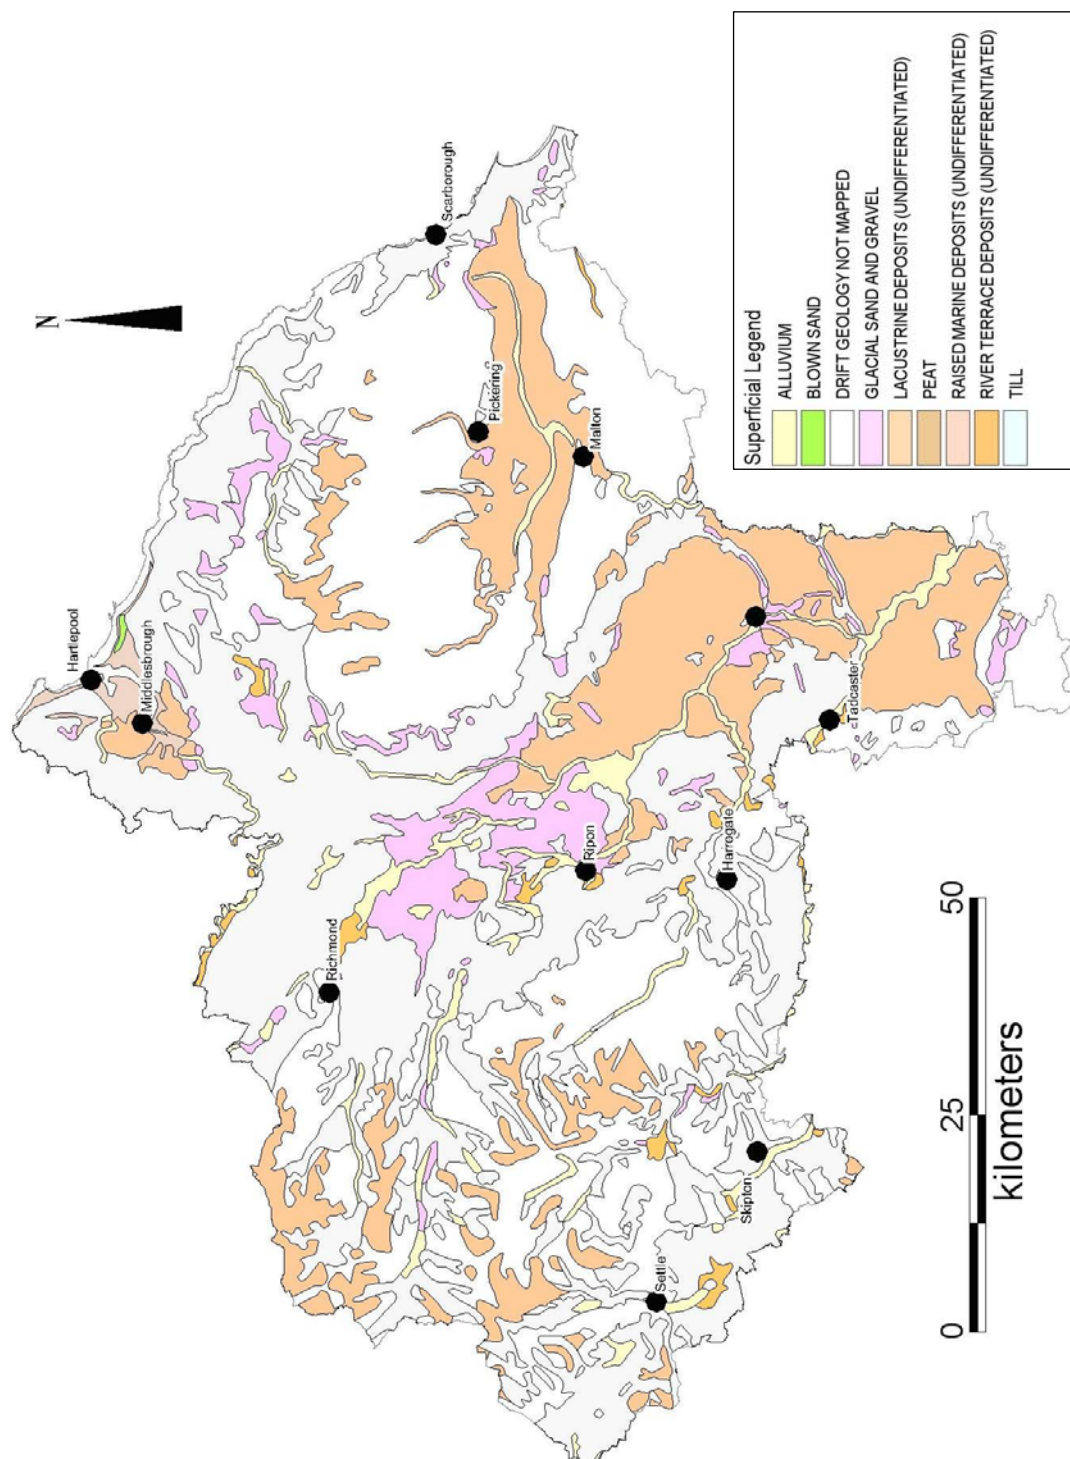 N
Scarborough
Hartlepool
Middlesbrough
Pickering
Malton
Richmond
Ripon
Harrogate
Tadcaster
Settle
Skipton
0 25 50
kilometers
Superficial Legend
ALLUVIUM
BLOWN SAND
DRIFT GEOLOGY NOT MAPPED
GLACIAL SAND AND GRAVEL
LACUSTRINE DEPOSITS (UNDIFFERENTIATED)
PEAT
RAISED MARINE DEPOSITS (UNDIFFERENTIATED)
RIVER TERRACE DEPOSITS (UNDIFFERENTIATED)
TILL